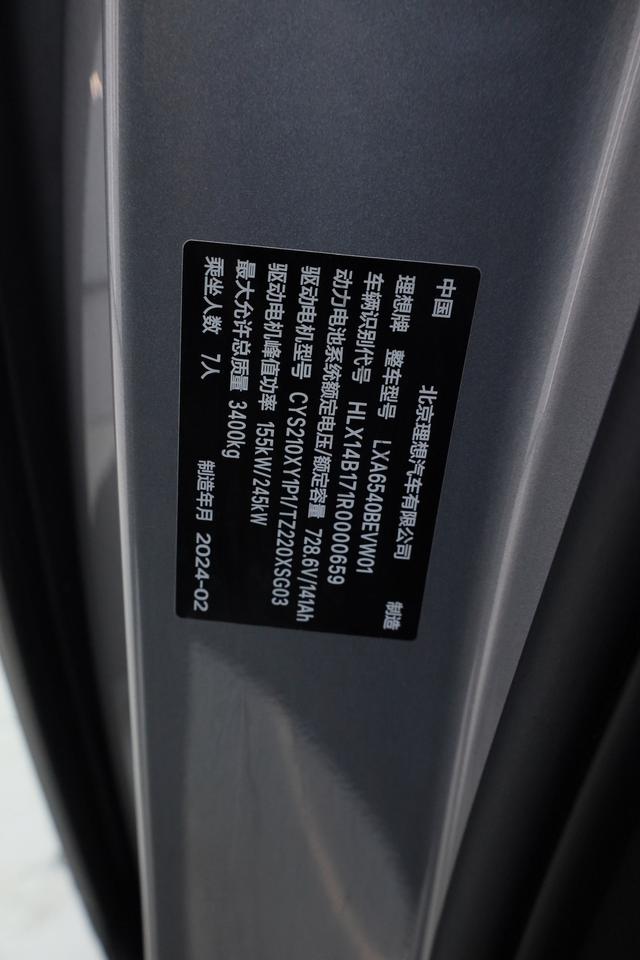 中国 北京理想汽车有限公司 制造
理想牌 整车型号 LXA6540BEVW01
车辆识别代号 HLX14B171R0000659
动力电池系统额定电压/额定容量 728.6V/141Ah
驱动电机型号 CYS210XY1P1/TZ220XSG03
驱动电机峰值功率 155kW/245kW
最大允许总质量 3400kg
乘坐人数 7人 制造年月 2024-02